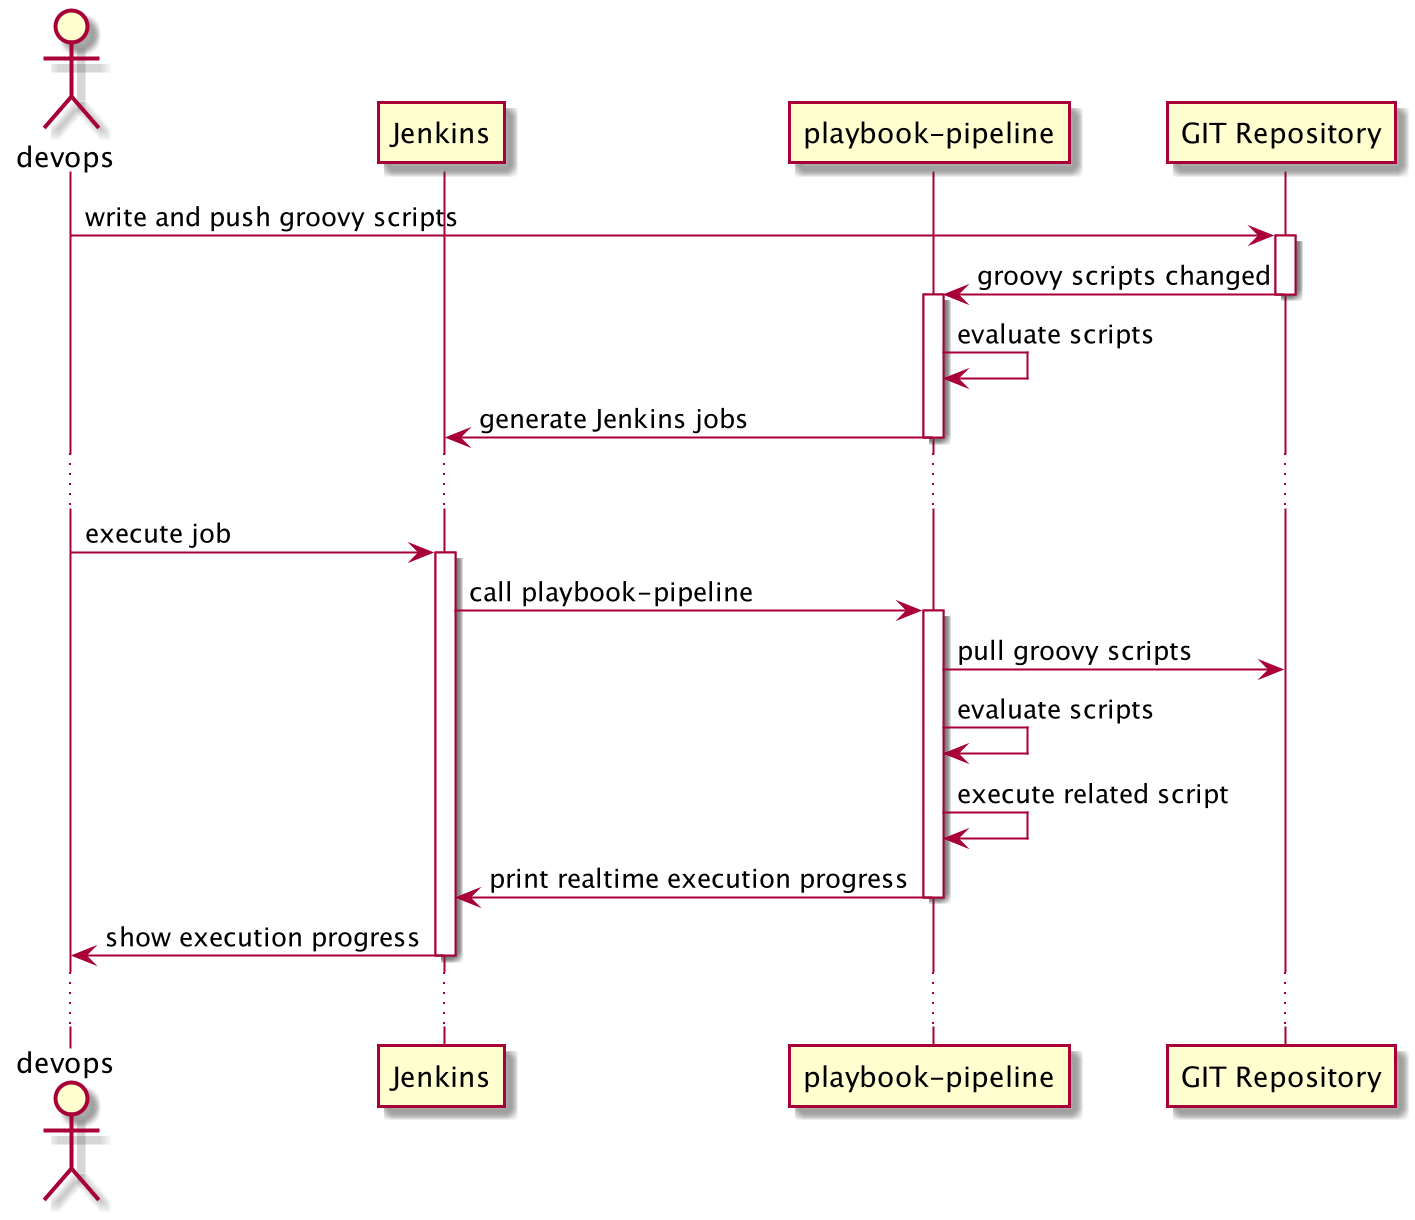 devops
Jenkins
playbook-pipeline
GIT Repository
write and push groovy scripts
groovy scripts changed
evaluate scripts
generate Jenkins jobs
execute job
call playbook-pipeline
pull groovy scripts
evaluate scripts
execute related script
print realtime execution progress
show execution progress
devops
Jenkins
playbook-pipeline
GIT Repository